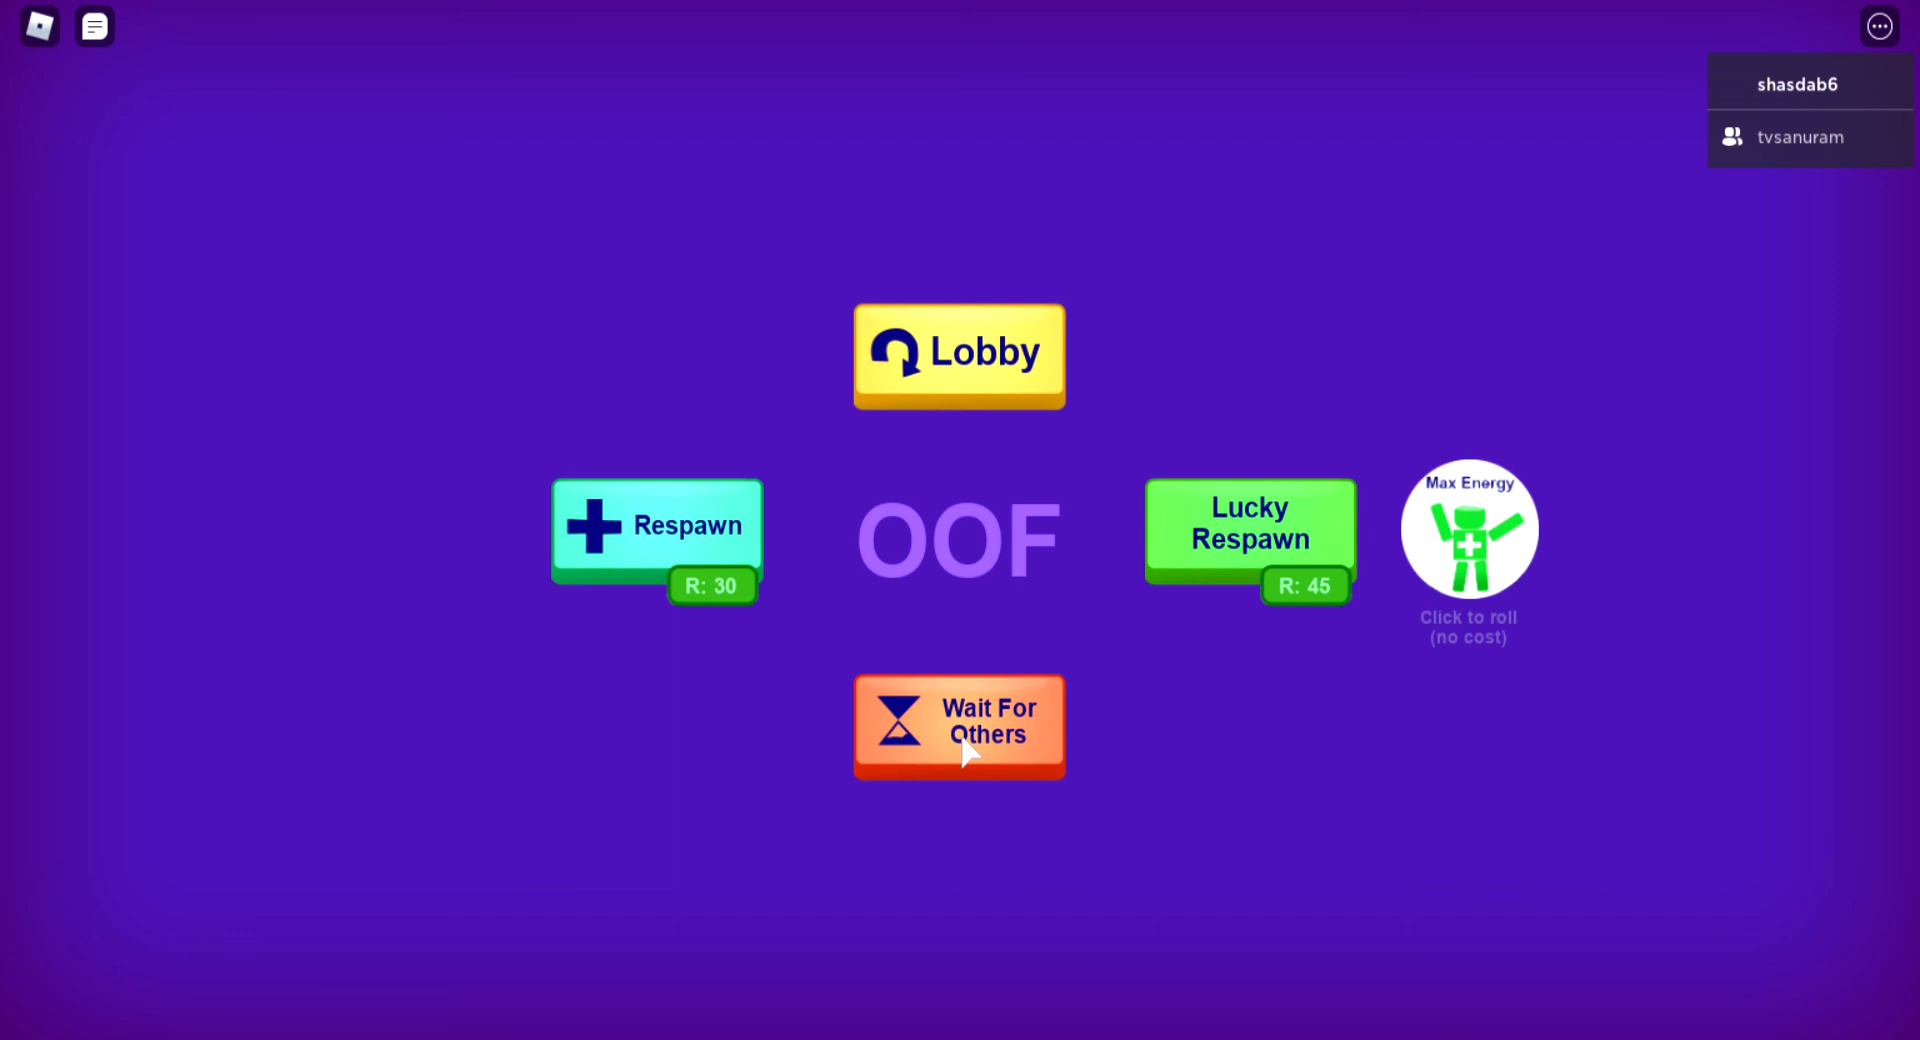 shasdab6
tvsanuram
Lobby
Respawn
R: 30
OOF
Lucky
Respawn
R: 45
Max Energy
Click to roll
(no cost)
Wait For
Others